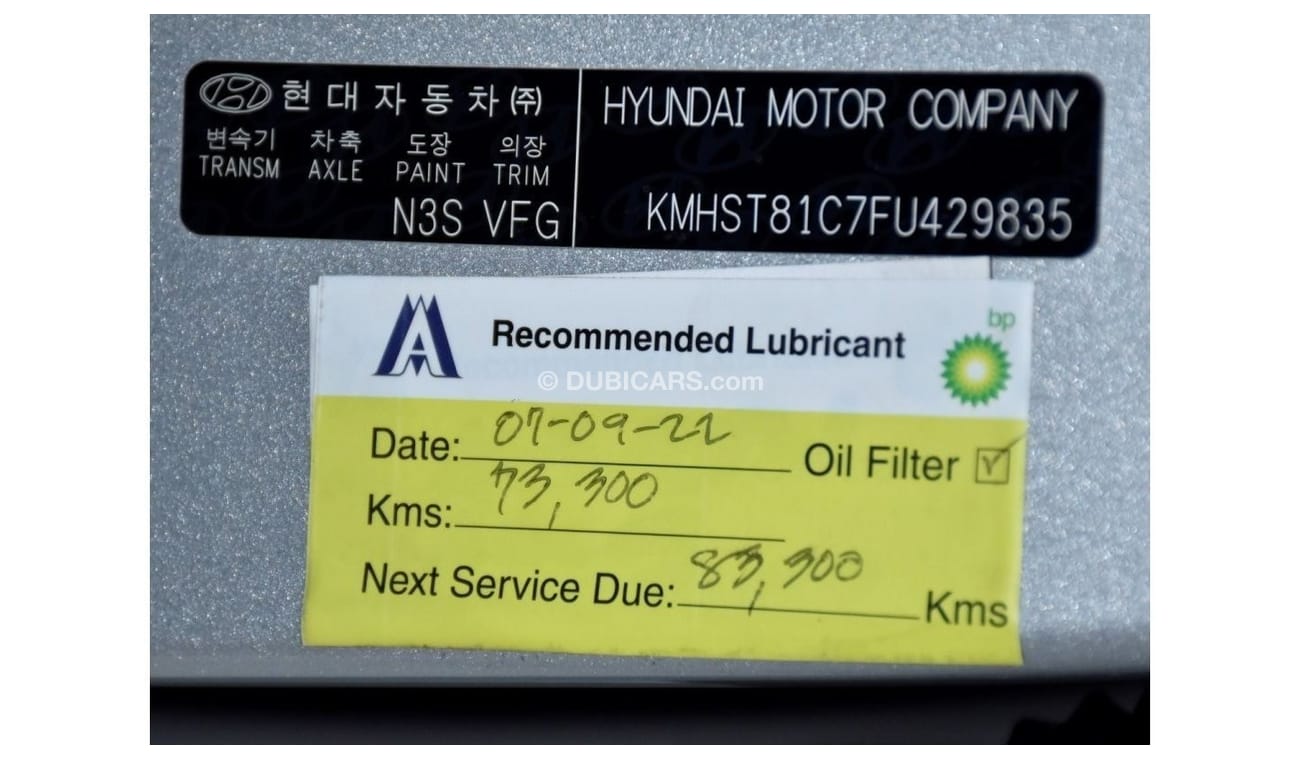 현대자동차㈜
변속기 차축 도장 의장
TRANSM AXLE PAINT TRIM
N3S VFG
HYUNDAI MOTOR COMPANY
KMHST81C7FU429835
Recommended Lubricant
bp
© DUBICARS.com
Date: 07-09-22
Oil Filter ☑
Kms: 73,300
Next Service Due: 83,300 Kms